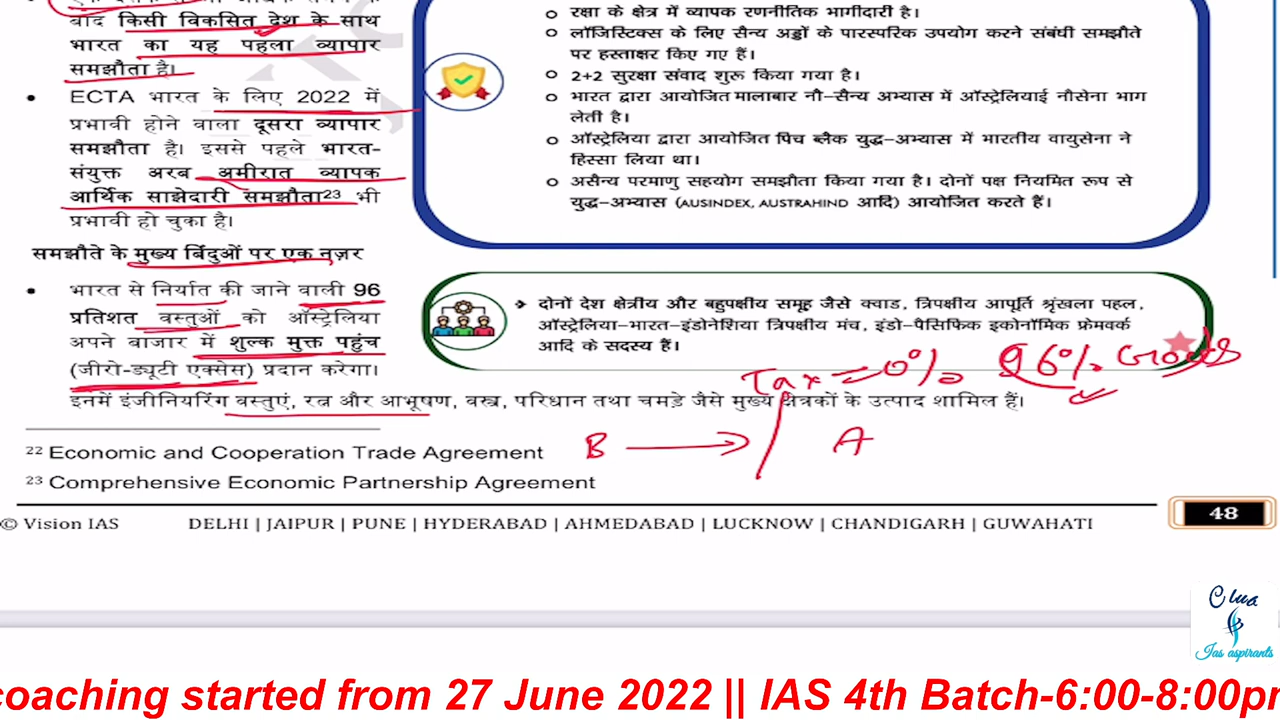 बाद किसी विकसित देश के साथ
भारत का यह पहला व्यापार
समझौता है।
• ECTA भारत के लिए 2022 में
प्रभावी होने वाला दूसरा व्यापार
समझौता है। इससे पहले भारत-
संयुक्त अरब अमीरात व्यापक
आर्थिक साझेदारी समझौता23 भी
प्रभावी हो चुका है।
समझौते के मुख्य बिंदुओं पर एक नज़र
• भारत से निर्यात की जाने वाली 96
प्रतिशत वस्तुओं को ऑस्ट्रेलिया
अपने बाजार में शुल्क मुक्त पहुंच
(जीरो-ड्यूटी एक्सेस) प्रदान करेगा।
इनमें इंजीनियरिंग वस्तुएं, रत्न और आभूषण, वस्त्र, परिधान तथा चमड़े जैसे मुख्य क्षेत्रकों के उत्पाद शामिल हैं।
रक्षा के क्षेत्र में व्यापक रणनीतिक भागीदारी है।
लॉजिस्टिक्स के लिए सैन्य अड्डों के पारस्परिक उपयोग करने संबंधी समझौते
पर हस्ताक्षर किए गए हैं।
2+2 सुरक्षा संवाद शुरू किया गया है।
भारत द्वारा आयोजित मालाबार नौ-सैन्य अभ्यास में ऑस्ट्रेलियाई नौसेना भाग
लेती है।
ऑस्ट्रेलिया द्वारा आयोजित पिच ब्लैक युद्ध-अभ्यास में भारतीय वायुसेना ने
हिस्सा लिया था।
असैन्य परमाणु सहयोग समझौता किया गया है। दोनों पक्ष नियमित रूप से
युद्ध-अभ्यास (AUSINDEX, AUSTRAHIND आदि) आयोजित करते हैं।
दोनों देश क्षेत्रीय और बहुपक्षीय समूह जैसे क्वाड, त्रिपक्षीय आपूर्ति श्रृंखला पहल,
ऑस्ट्रेलिया-भारत-इंडोनेशिया त्रिपक्षीय मंच, इंडो-पैसिफिक इकोनॉमिक फ्रेमवर्क
आदि के सदस्य हैं।
Tax = 0% 96% Goods
B A
22 Economic and Cooperation Trade Agreement
23 Comprehensive Economic Partnership Agreement
© Vision IAS DELHI | JAIPUR | PUNE | HYDERABAD | AHMEDABAD | LUCKNOW | CHANDIGARH | GUWAHATI
48
Clue
Ias aspirants
coaching started from 27 June 2022 || IAS 4th Batch-6:00-8:00pm